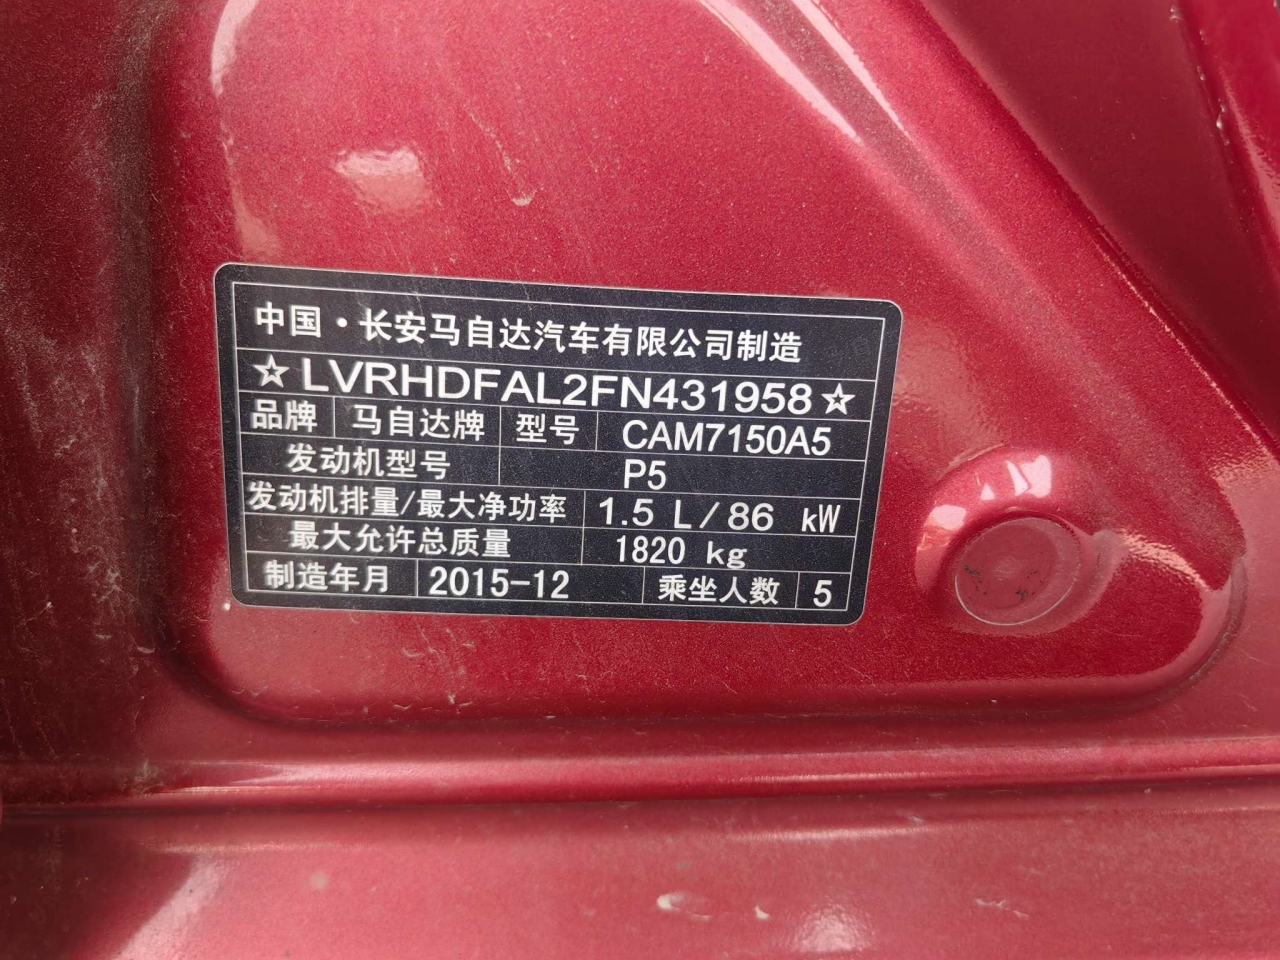 中国·长安马自达汽车有限公司制造
☆LVRHDFAL2FN431958☆
品牌 马自达牌 型号 CAM7150A5
发动机型号 P5
发动机排量/最大净功率 1.5 L/86 kW
最大允许总质量 1820 kg
制造年月 2015-12 乘坐人数 5